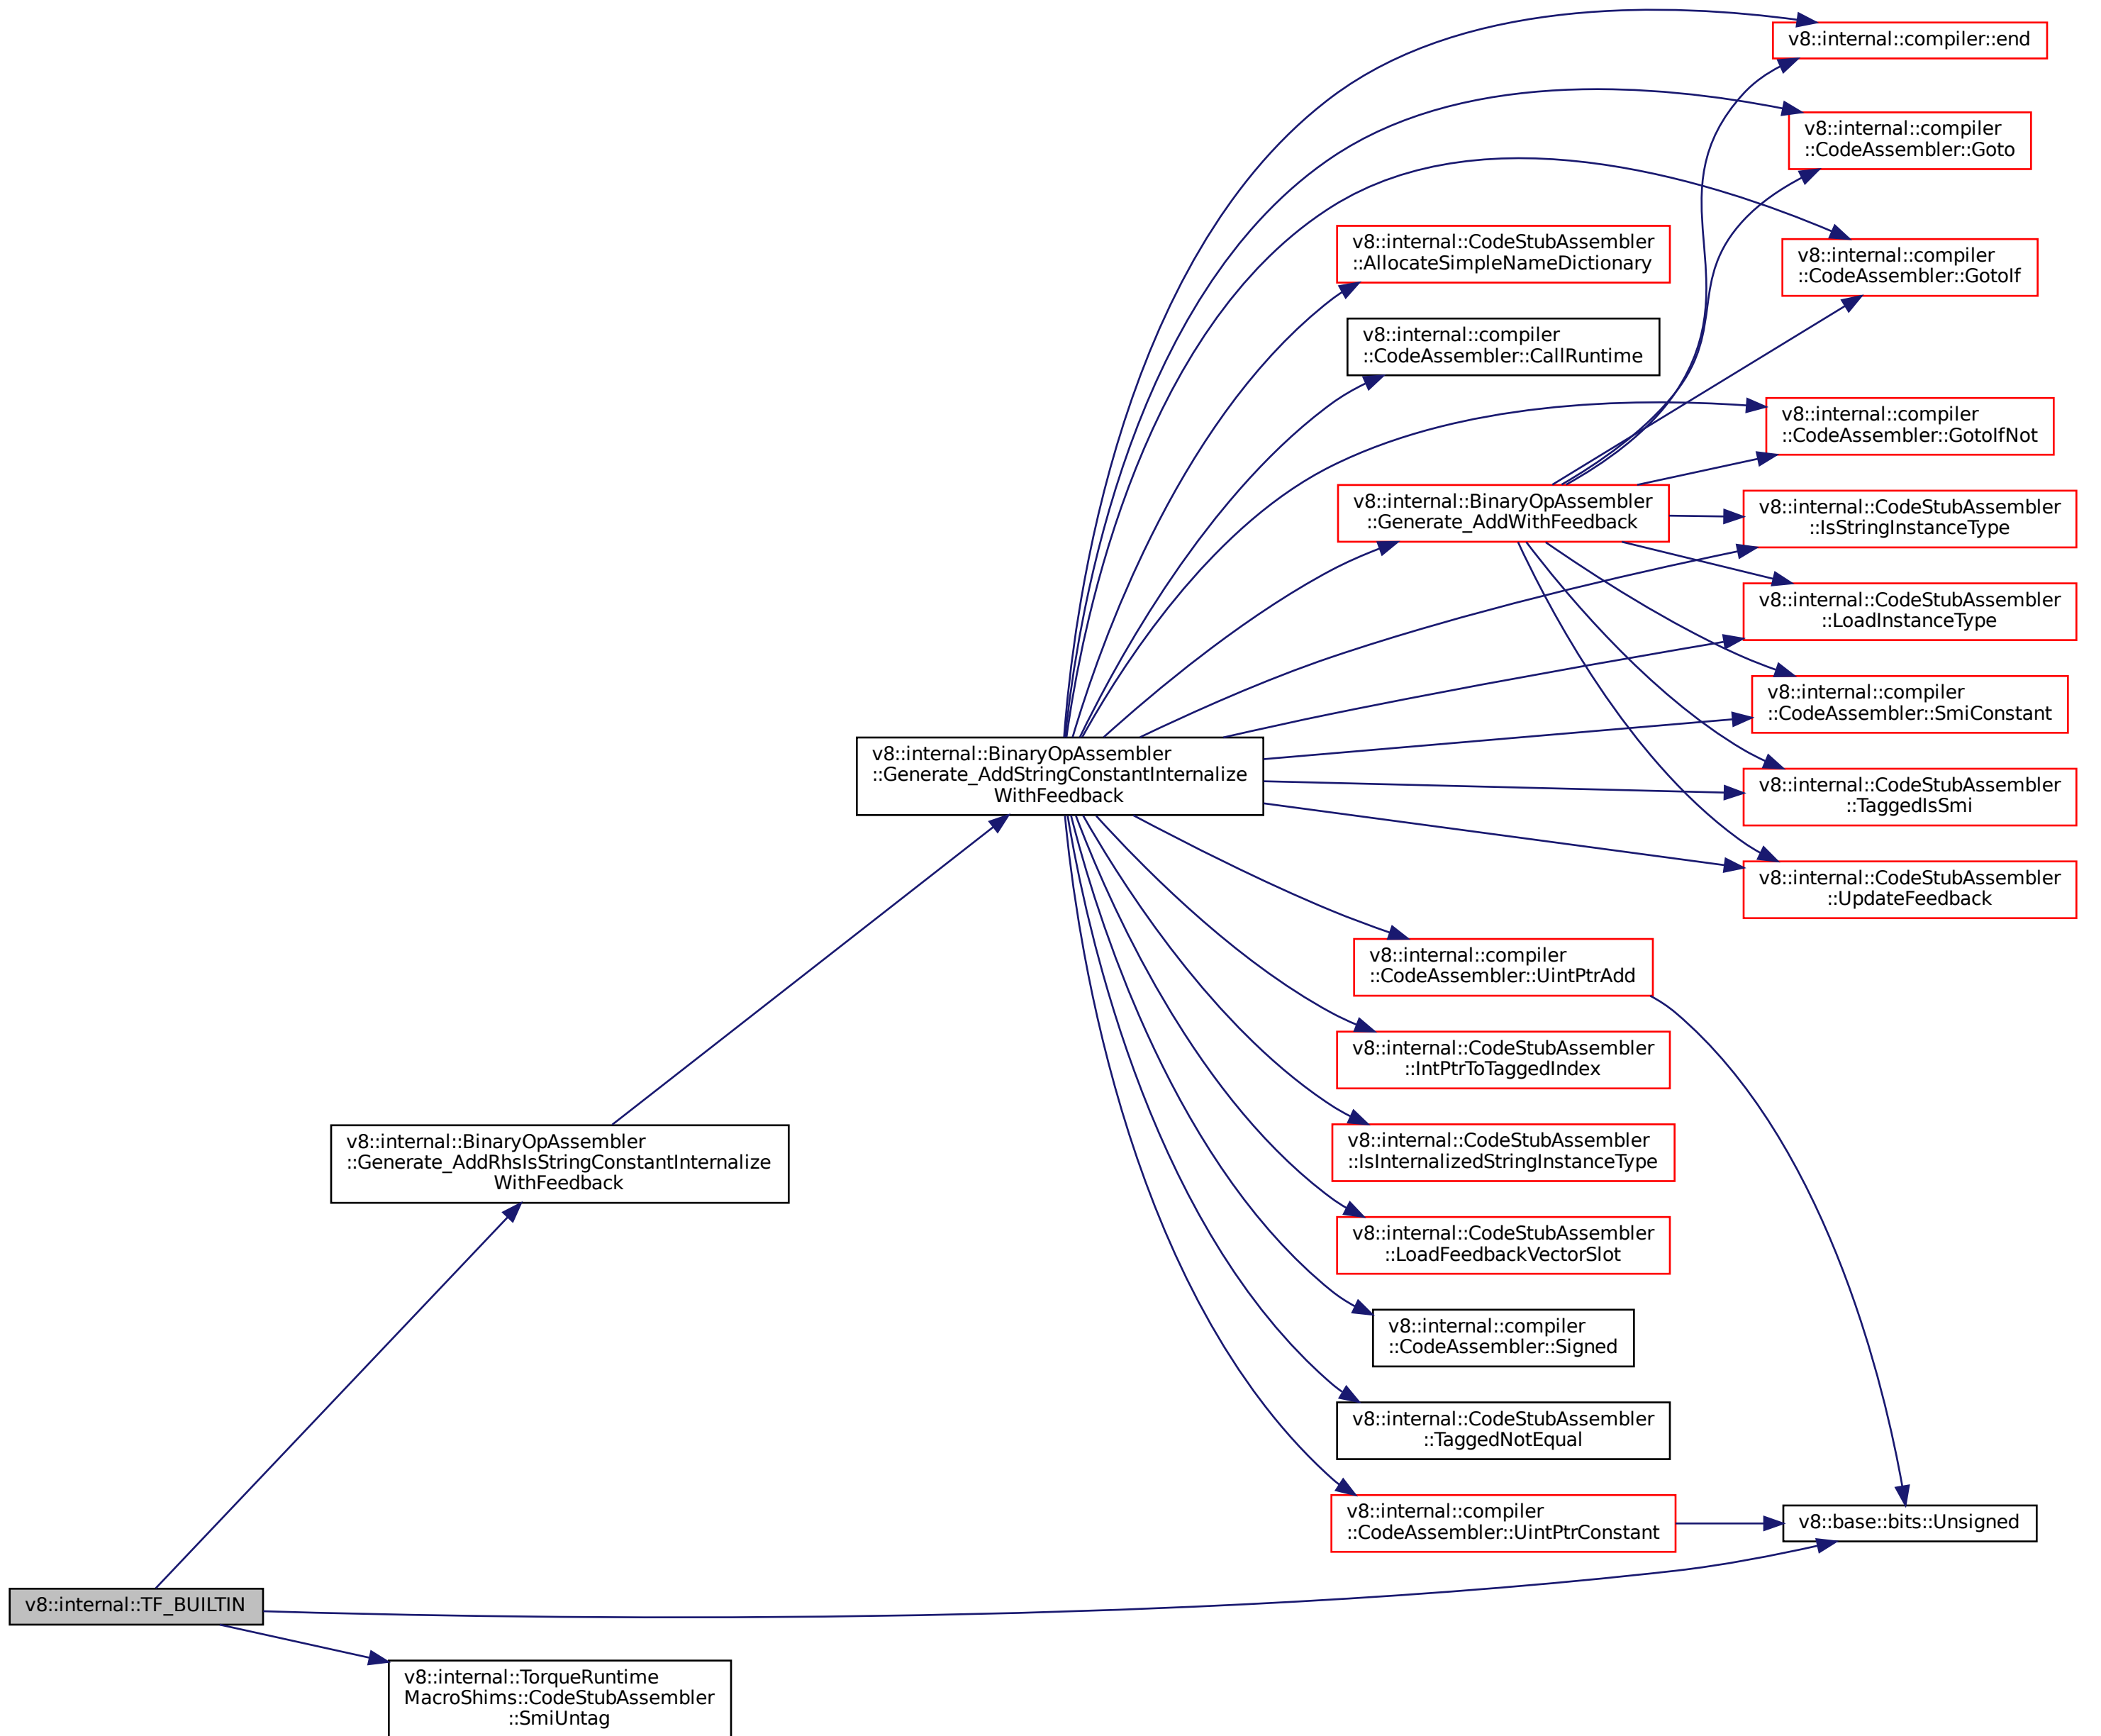 v8::internal::compiler::end
v8::internal::compiler
::CodeAssembler::Goto
v8::internal::CodeStubAssembler
::AllocateSimpleNameDictionary
v8::internal::compiler
::CodeAssembler::GotoIf
v8::internal::compiler
::CodeAssembler::CallRuntime
v8::internal::compiler
::CodeAssembler::GotoIfNot
v8::internal::BinaryOpAssembler
::Generate_AddWithFeedback
v8::internal::CodeStubAssembler
::IsStringInstanceType
v8::internal::CodeStubAssembler
::LoadInstanceType
v8::internal::compiler
::CodeAssembler::SmiConstant
v8::internal::BinaryOpAssembler
::Generate_AddStringConstantInternalize
WithFeedback
v8::internal::CodeStubAssembler
::TaggedIsSmi
v8::internal::CodeStubAssembler
::UpdateFeedback
v8::internal::compiler
::CodeAssembler::UintPtrAdd
v8::internal::CodeStubAssembler
::IntPtrToTaggedIndex
v8::internal::BinaryOpAssembler
::Generate_AddRhsIsStringConstantInternalize
WithFeedback
v8::internal::CodeStubAssembler
::IsInternalizedStringInstanceType
v8::internal::CodeStubAssembler
::LoadFeedbackVectorSlot
v8::internal::compiler
::CodeAssembler::Signed
v8::internal::CodeStubAssembler
::TaggedNotEqual
v8::internal::compiler
::CodeAssembler::UintPtrConstant
v8::base::bits::Unsigned
v8::internal::TF_BUILTIN
v8::internal::TorqueRuntime
MacroShims::CodeStubAssembler
::SmiUntag